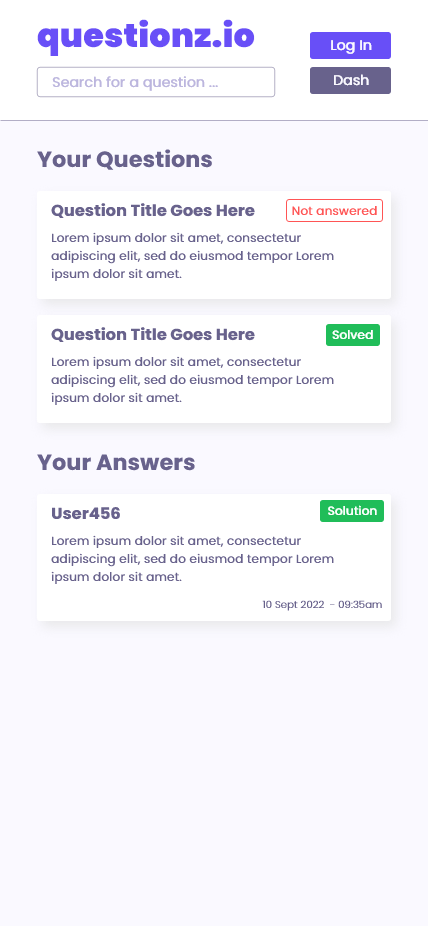 questionz.io
Log In
Search for a question ...
Dash
Your Questions
Question Title Goes Here
Not answered
Lorem ipsum dolor sit amet, consectetur
adipiscing elit, sed do eiusmod tempor Lorem
ipsum dolor sit amet.
Question Title Goes Here
Solved
Lorem ipsum dolor sit amet, consectetur
adipiscing elit, sed do eiusmod tempor Lorem
ipsum dolor sit amet.
Your Answers
User456
Solution
Lorem ipsum dolor sit amet, consectetur
adipiscing elit, sed do eiusmod tempor Lorem
ipsum dolor sit amet.
10 Sept 2022 - 09:35am